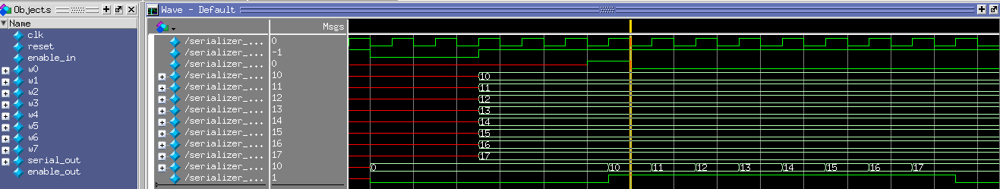 Objects
Name
clk
reset
enable_in
w0
w1
w2
w3
w4
w5
w6
w7
serial_out
enable_out
Wave - Default
Msgs
/serializer_... 0
/serializer_... -1
/serializer_... 0
/serializer_... 10 10
/serializer_... 11 11
/serializer_... 12 12
/serializer_... 13 13
/serializer_... 14 14
/serializer_... 15 15
/serializer_... 16 16
/serializer_... 17 17
/serializer_... 10 0 10 11 12 13 14 15 16 17
/serializer_... 1